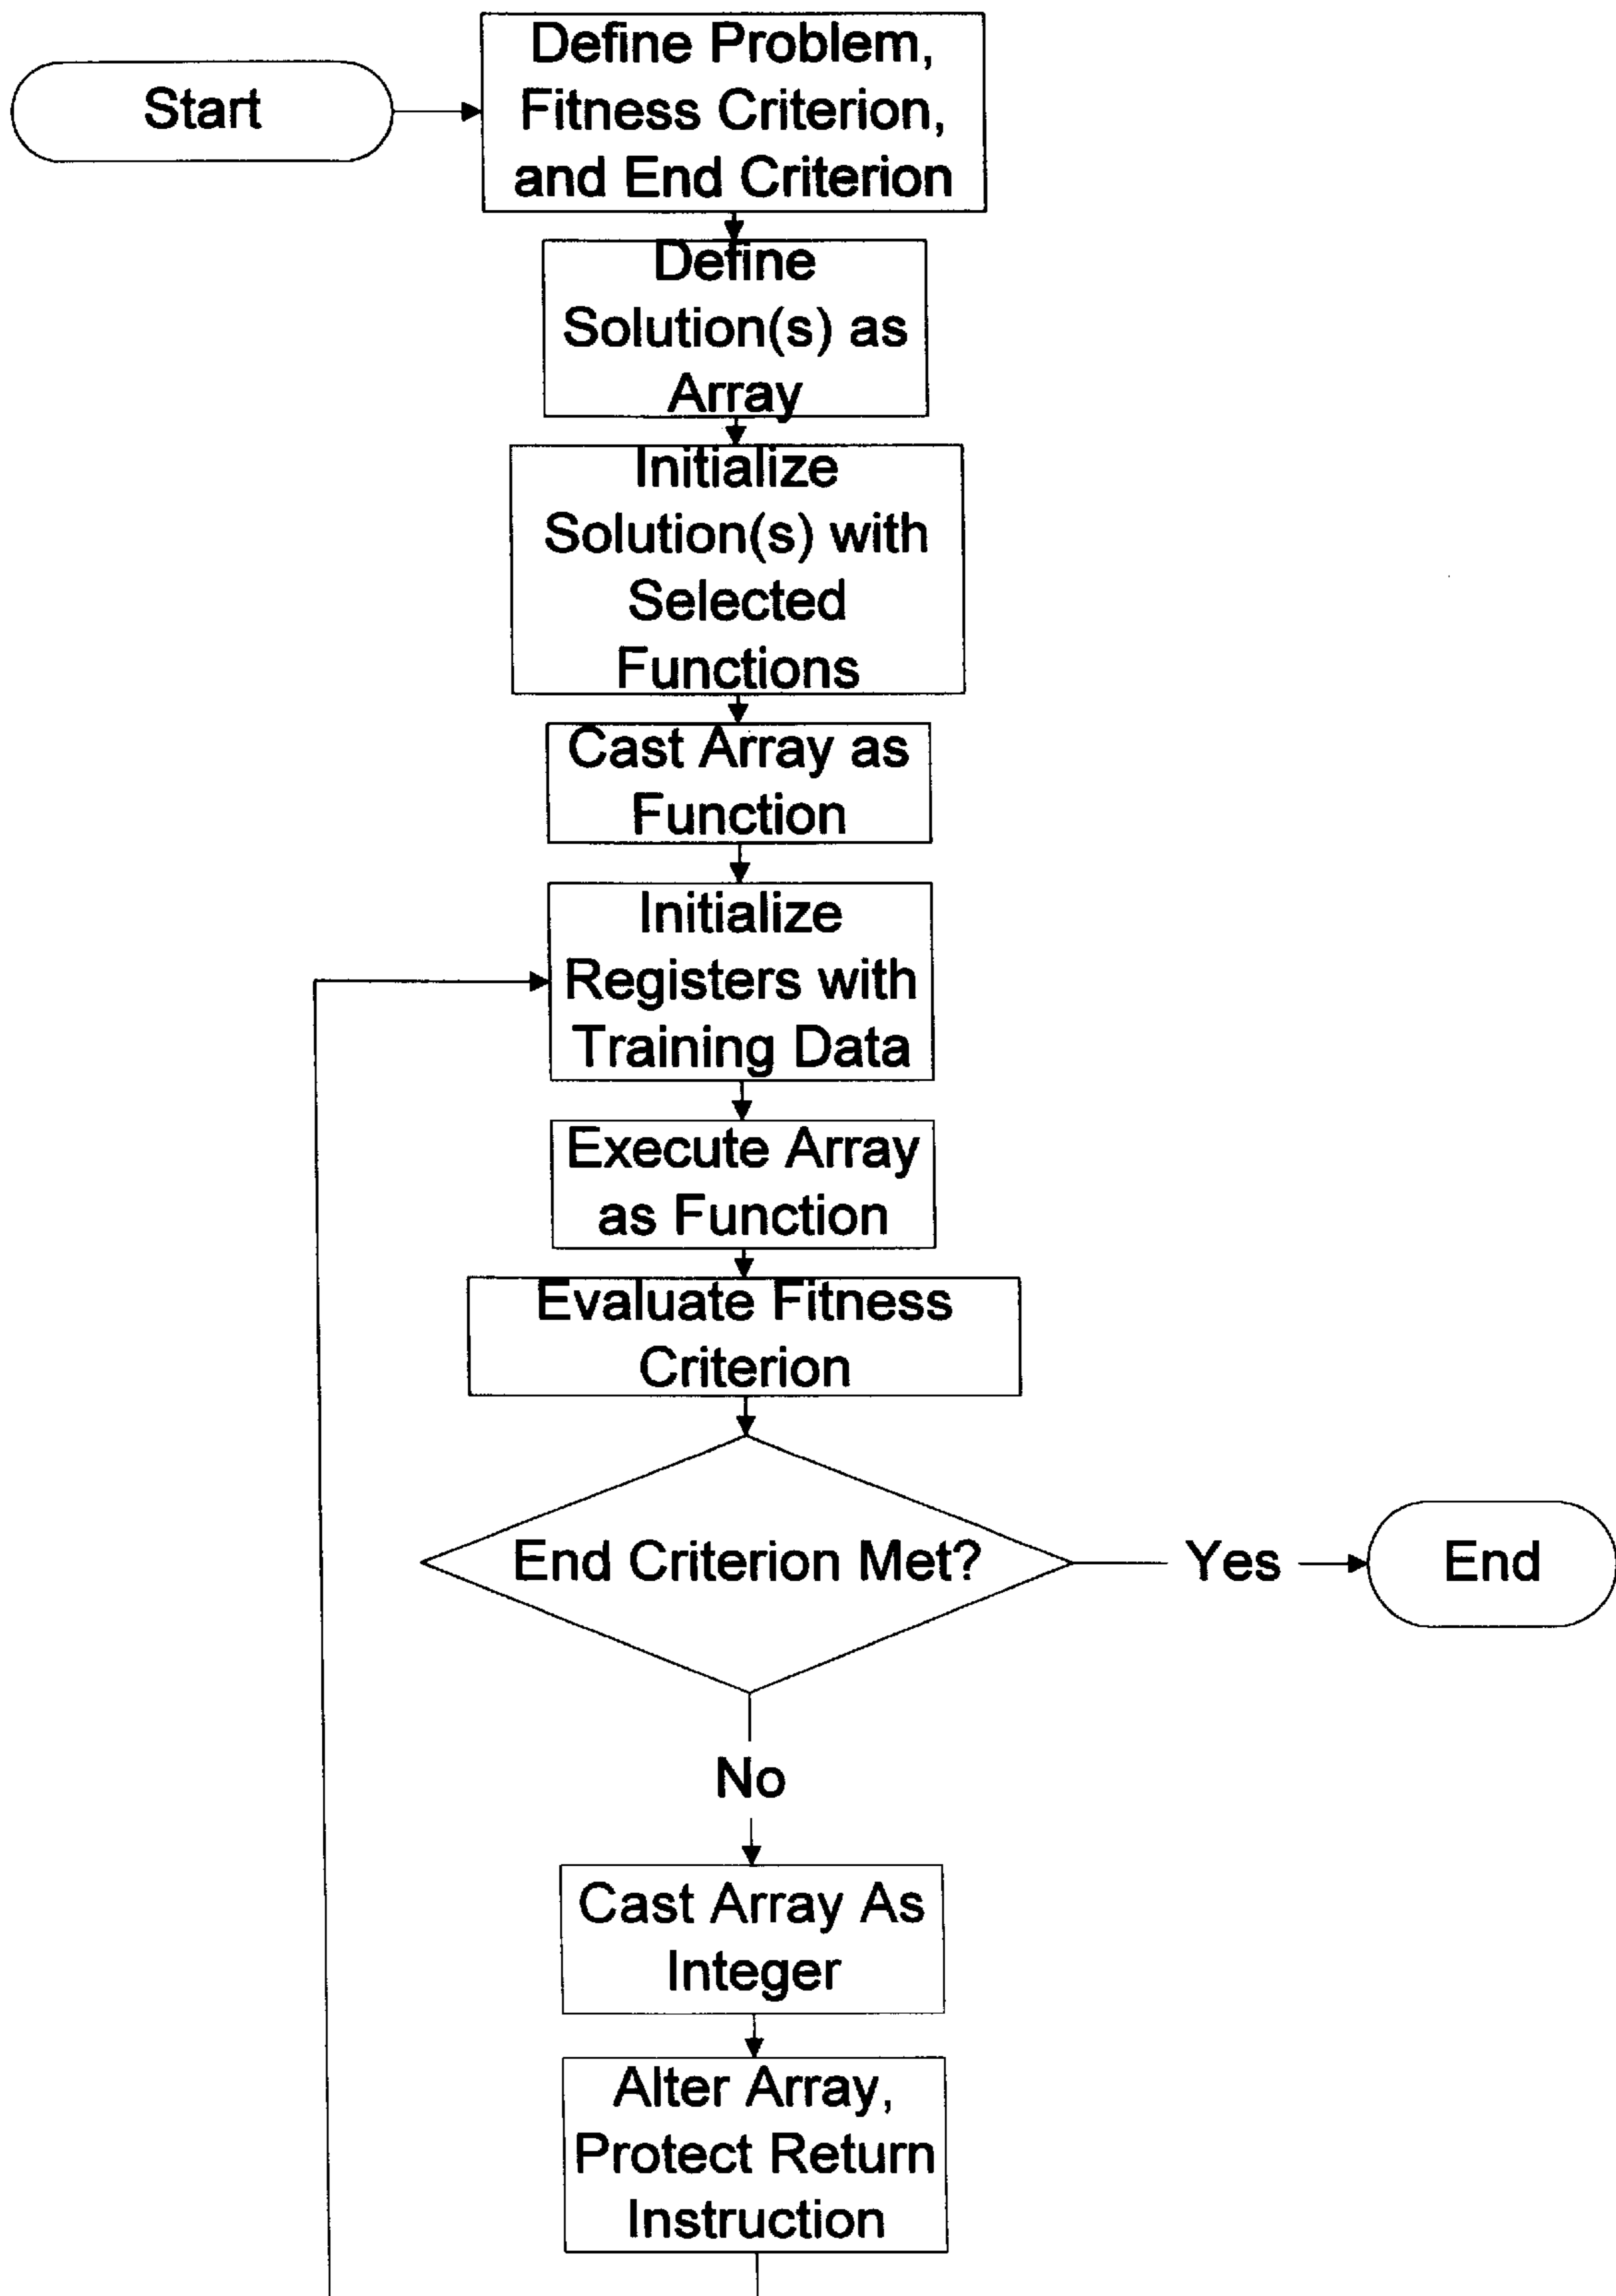 Start
Define Problem,
Fitness Criterion,
and End Criterion
Define
Solution(s) as
Array
Initialize
Solution(s) with
Selected
Functions
Cast Array as
Function
Initialize
Registers with
Training Data
Execute Array
as Function
Evaluate Fitness
Criterion
End Criterion Met?
Yes
End
No
Cast Array As
Integer
Alter Array,
Protect Return
Instruction